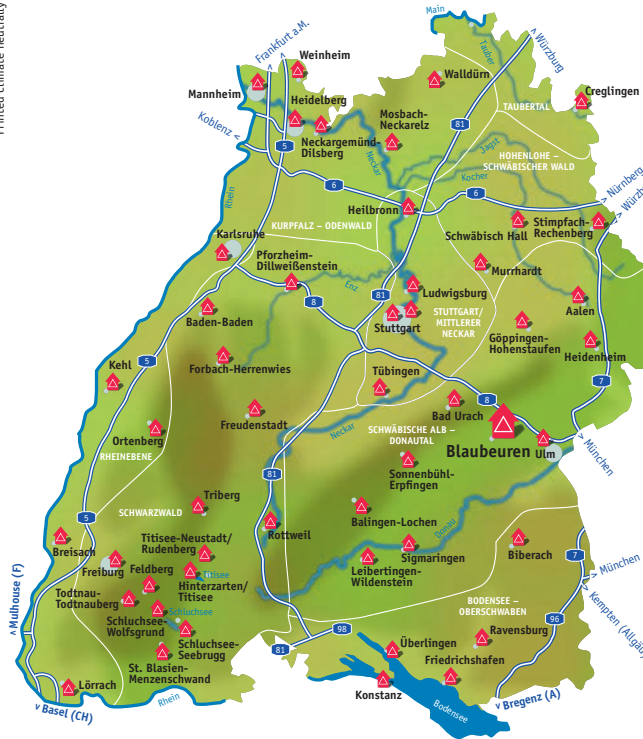 Printed climate neutrally
Main
Tauber
Frankfurt a.M.
Würzburg
Weinheim
Walldürn
Mannheim
Creglingen
Heidelberg
TAUBERTAL
Koblenz
Mosbach-
Neckarelz
81
Neckargemünd-
Dilsberg
5
Jagst
HOHENLOHE –
SCHWÄBISCHER WALD
Neckar
Kocher
6
6
Nürnberg
Rhein
Heilbronn
Stimpfach-
Rechenberg
KURPFALZ – ODENWALD
Karlsruhe
Schwäbisch Hall
Pforzheim-
Dillweißenstein
Murrhardt
Enz
81
Ludwigsburg
8
Baden-Baden
Stuttgart
STUTTGART/
MITTLERER
NECKAR
Aalen
Göppingen-
Hohenstaufen
Heidenheim
5
Forbach-Herrenwies
Kehl
Tübingen
7
8
Freudenstadt
Bad Urach
Neckar
SCHWÄBISCHE ALB –
DONAUTAL
Ortenberg
Blaubeuren
Ulm
München
RHEINEBENE
Sonnenbühl-
Erpfingen
81
Triberg
SCHWARZWALD
5
Balingen-Lochen
Rottweil
Donau
Titisee-Neustadt/
Rudenberg
Breisach
Sigmaringen
Biberach
7
Freiburg
Feldberg
Leibertingen-
Wildenstein
Titisee
Hinterzarten/
Titisee
München
Mulhouse (F)
Todtnau-
Todtnauberg
Schluchsee
BODENSEE –
OBERSCHWABEN
Kempten (Allgäu
96
Schluchsee-
Wolfsgrund
98
Ravensburg
Schluchsee-
Seebrugg
81
Überlingen
St. Blasien-
Menzenschwand
Friedrichshafen
Lörrach
Konstanz
Rhein
Bodensee
Bregenz (A)
Basel (CH)